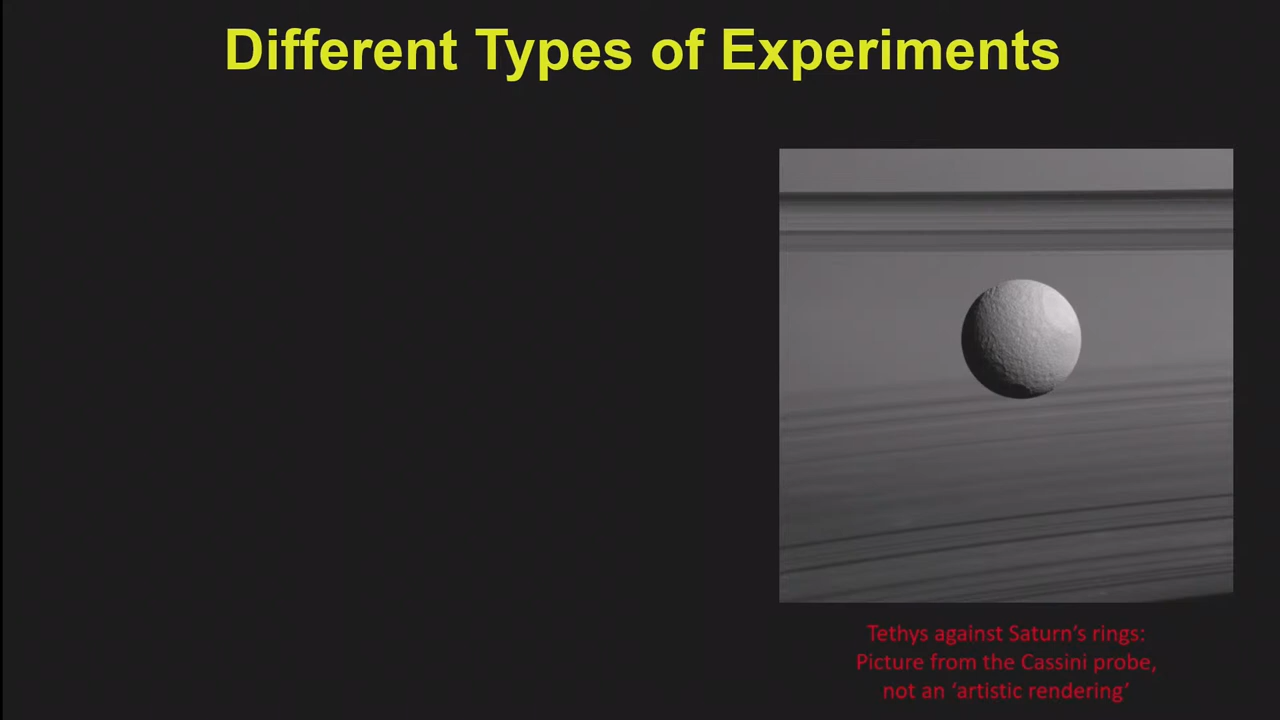 Different Types of Experiments
Tethys against Saturn’s rings:
Picture from the Cassini probe,
not an ‘artistic rendering’